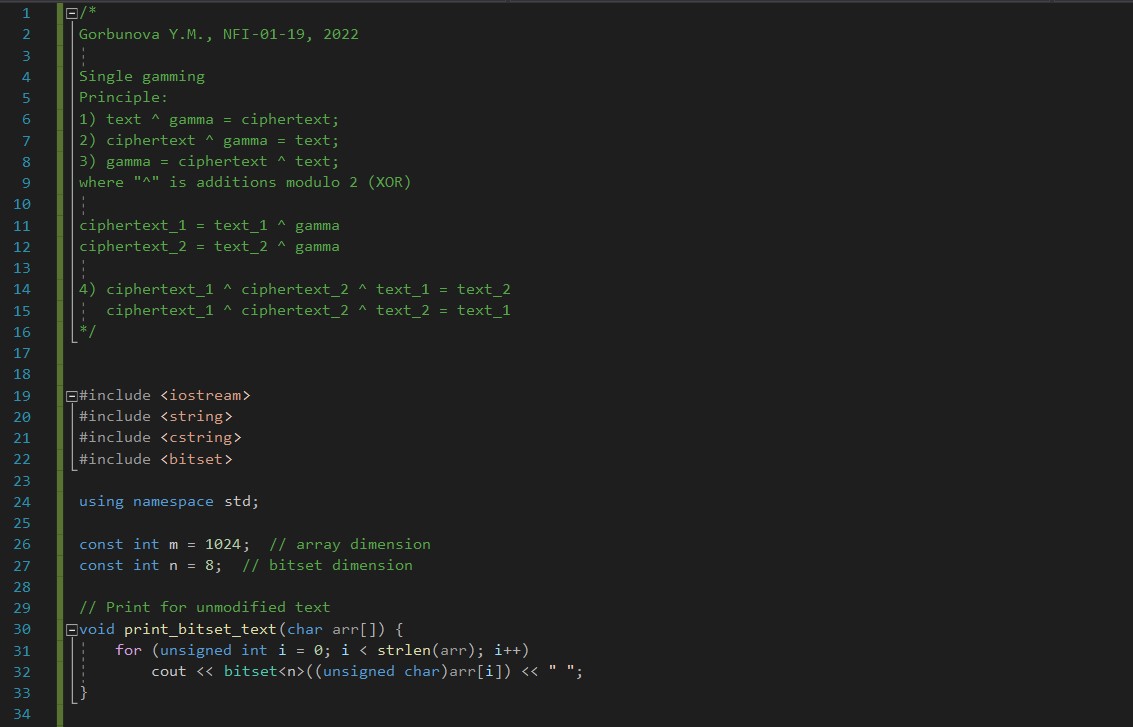 1 /*
2 Gorbunova Y.M., NFI-01-19, 2022
3
4 Single gamming
5 Principle:
6 1) text ^ gamma = ciphertext;
7 2) ciphertext ^ gamma = text;
8 3) gamma = ciphertext ^ text;
9 where "^" is additions modulo 2 (XOR)
10
11 ciphertext_1 = text_1 ^ gamma
12 ciphertext_2 = text_2 ^ gamma
13
14 4) ciphertext_1 ^ ciphertext_2 ^ text_1 = text_2
15    ciphertext_1 ^ ciphertext_2 ^ text_2 = text_1
16 */
17
18
19 #include <iostream>
20 #include <string>
21 #include <cstring>
22 #include <bitset>
23
24 using namespace std;
25
26 const int m = 1024;  // array dimension
27 const int n = 8;  // bitset dimension
28
29 // Print for unmodified text
30 void print_bitset_text(char arr[]) {
31     for (unsigned int i = 0; i < strlen(arr); i++)
32         cout << bitset<n>((unsigned char)arr[i]) << " ";
33 }
34